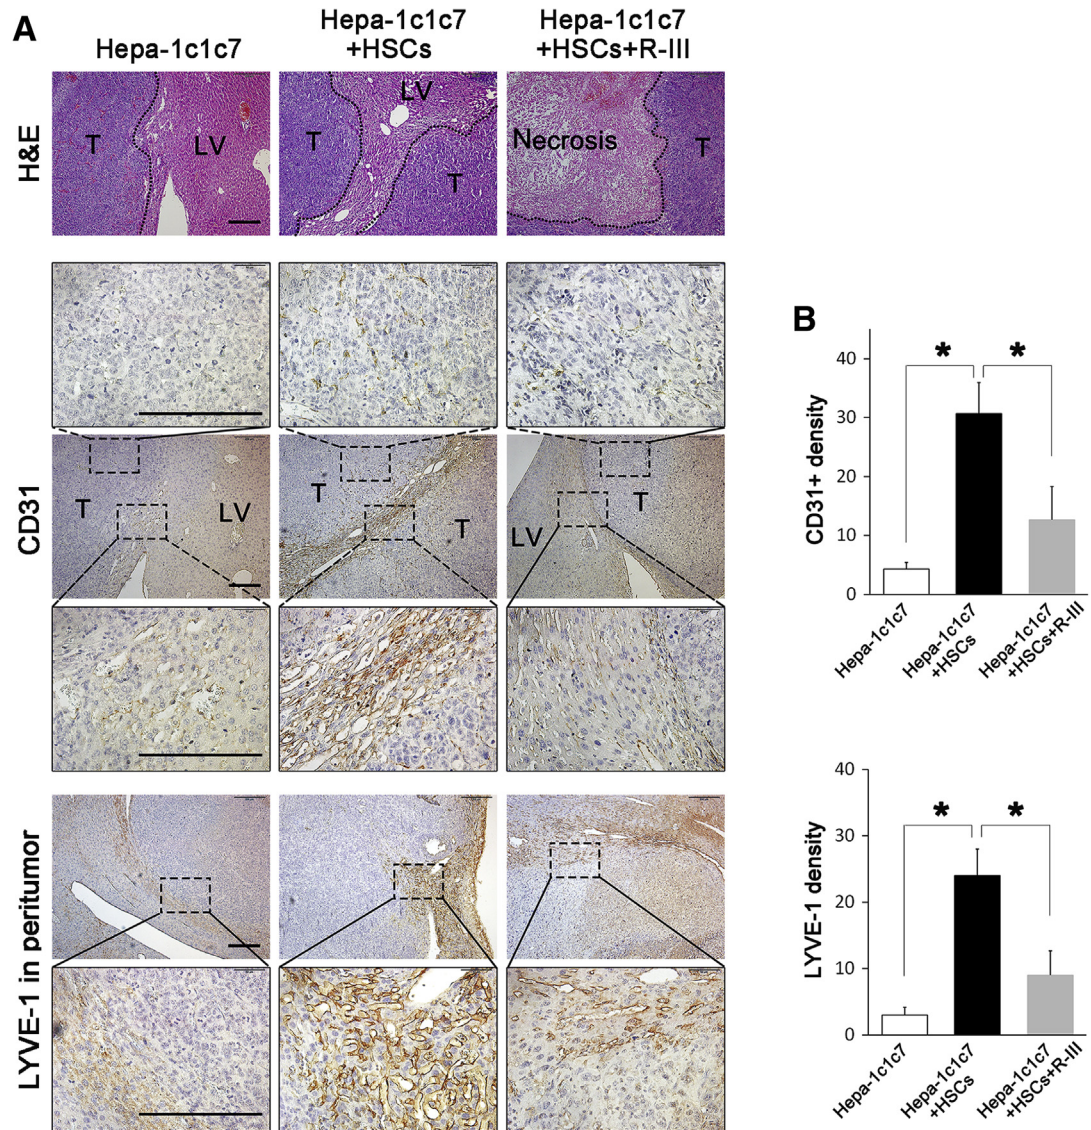 A
Hepa-1c1c7
Hepa-1c1c7
+HSCs
Hepa-1c1c7
+HSCs+R-III
H&E
T
LV
T
LV
T
Necrosis
T
CD31
T
LV
T
T
LV
T
LYVE-1 in peritumor
B
CD31+ density
40
30
20
10
0
*
*
Hepa-1c1c7
Hepa-1c1c7
+HSCs
Hepa-1c1c7
+HSCs+R-III
LYVE-1 density
40
30
20
10
0
*
*
Hepa-1c1c7
Hepa-1c1c7
+HSCs
Hepa-1c1c7
+HSCs+R-III